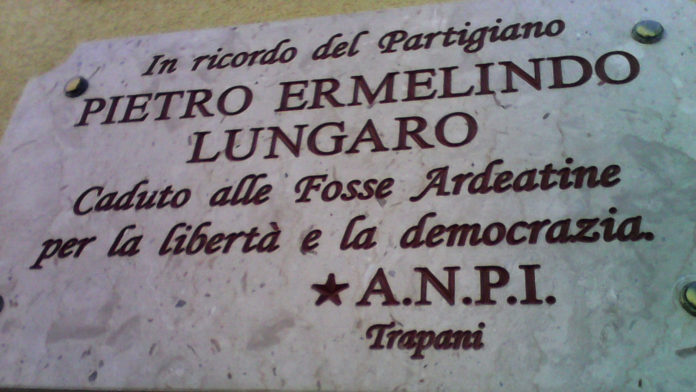 In ricordo del Partigiano
PIETRO ERMELINDO
LUNGARO
Caduto alle Fosse Ardeatine
per la libertà e la democrazia.
★A.N.P.I.
Trapani